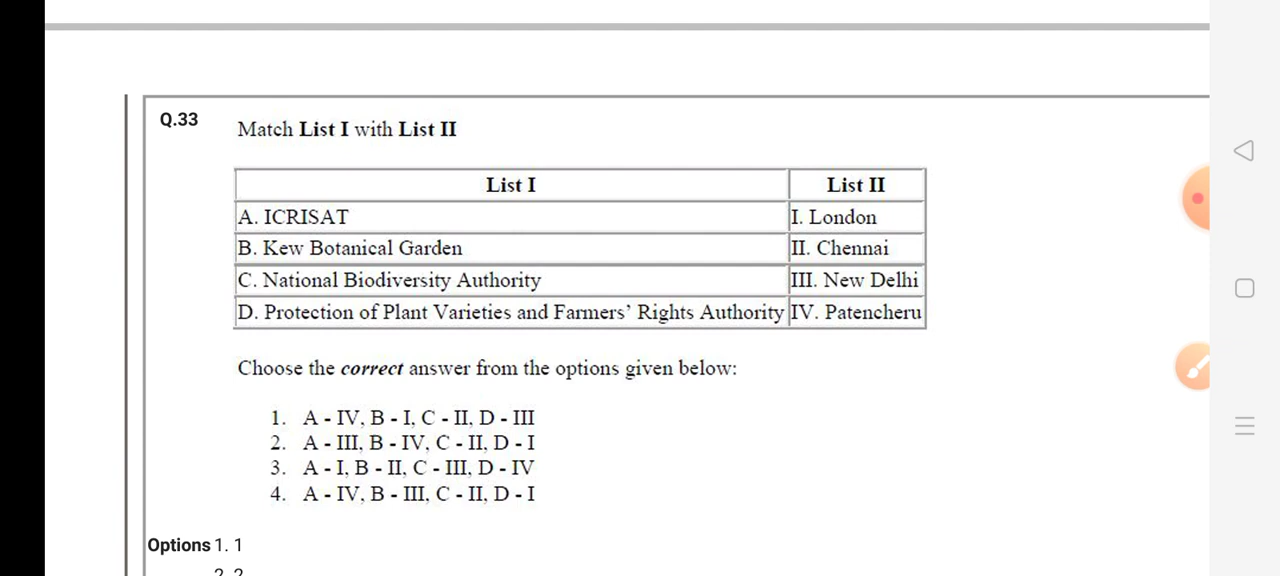 Q.33
Match List I with List II
List I List II
A. ICRISAT I. London
B. Kew Botanical Garden II. Chennai
C. National Biodiversity Authority III. New Delhi
D. Protection of Plant Varieties and Farmers’ Rights Authority IV. Patencheru
Choose the correct answer from the options given below:
1. A - IV, B - I, C - II, D - III
2. A - III, B - IV, C - II, D - I
3. A - I, B - II, C - III, D - IV
4. A - IV, B - III, C - II, D - I
Options 1. 1
2. 2